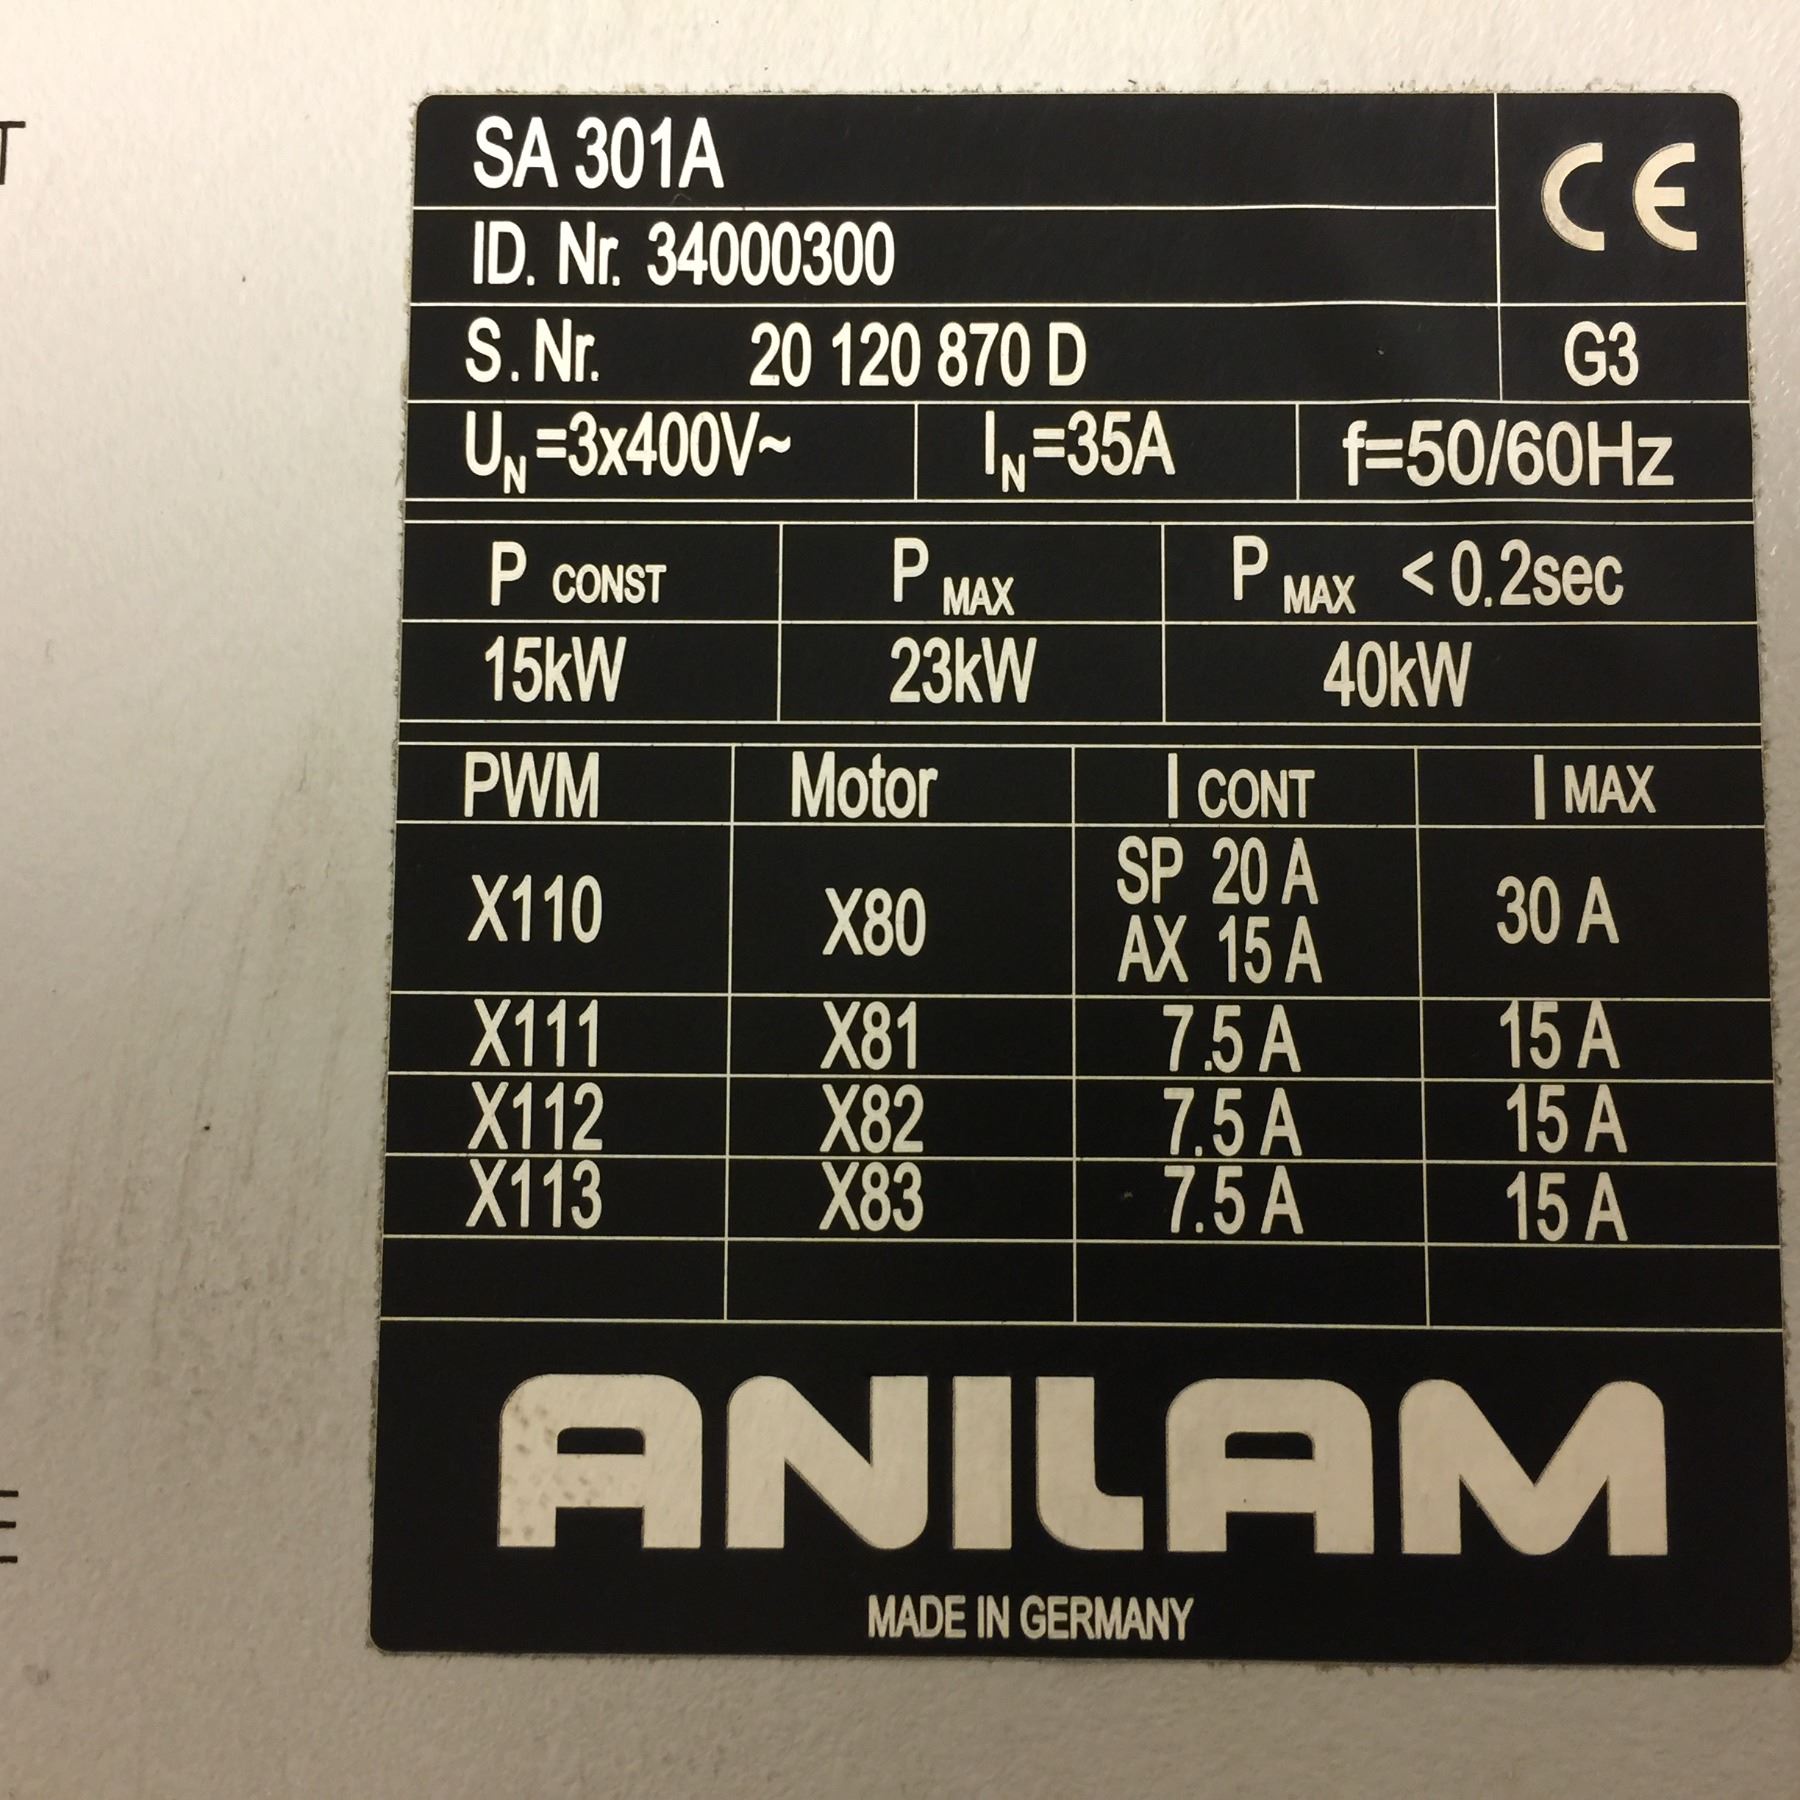 T
SA 301A
CE
ID. Nr. 34000300
S. Nr. 20 120 870 D G3
UN=3x400V~ IN=35A f=50/60Hz
P CONST P MAX P MAX < 0.2sec
15kW 23kW 40kW
PWM Motor I CONT I MAX
X110 X80 SP 20 A 30 A
AX 15 A
X111 X81 7.5 A 15 A
X112 X82 7.5 A 15 A
X113 X83 7.5 A 15 A
E
ANILAM
MADE IN GERMANY